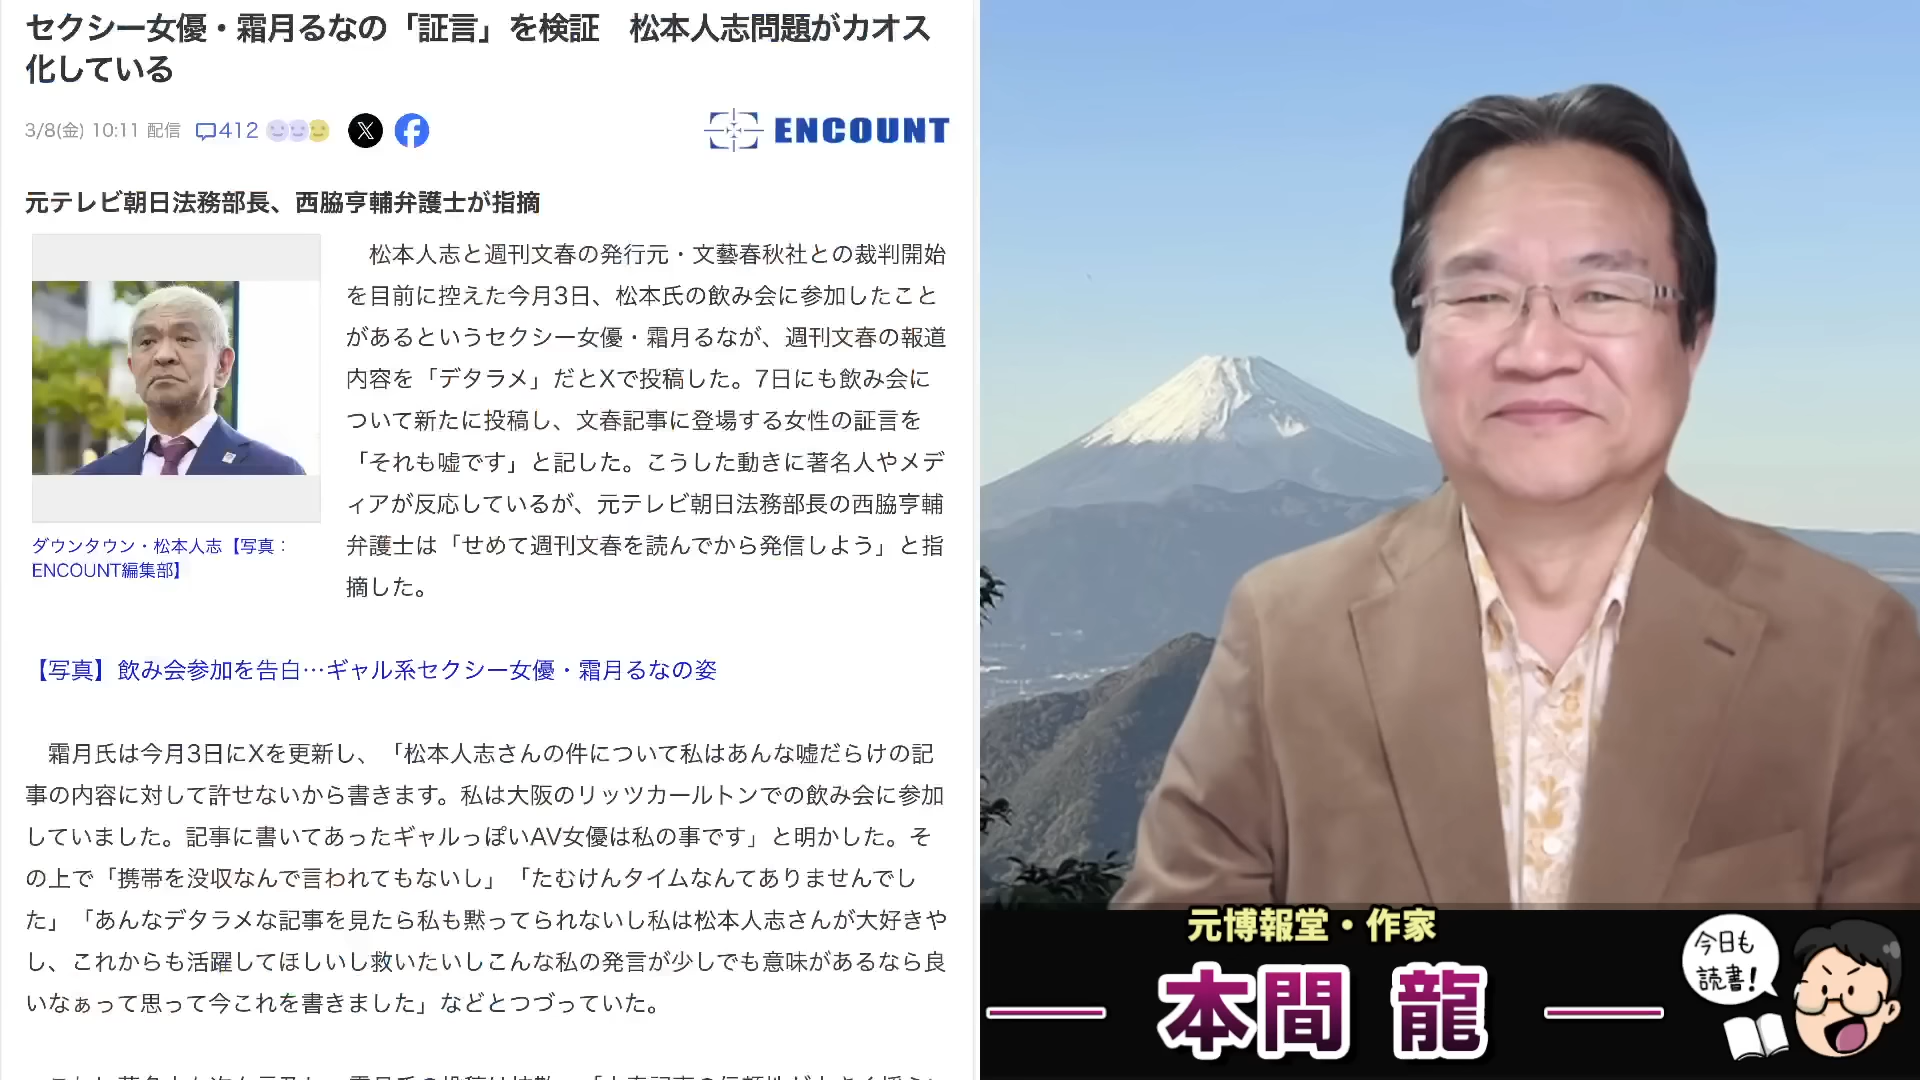 セクシー女優・霜月るなの「証言」を検証　松本人志問題がカオス
化している
3/8(金) 10:11 配信 412
ENCOUNT
元テレビ朝日法務部長、西脇亨輔弁護士が指摘
松本人志と週刊文春の発行元・文藝春秋社との裁判開始
を目前に控えた今月3日、松本氏の飲み会に参加したこと
があるというセクシー女優・霜月るなが、週刊文春の報道
内容を「デタラメ」だとXで投稿した。7日にも飲み会に
ついて新たに投稿し、文春記事に登場する女性の証言を
「それも嘘です」と記した。こうした動きに著名人やメデ
ィアが反応しているが、元テレビ朝日法務部長の西脇亨輔
弁護士は「せめて週刊文春を読んでから発信しよう」と指
摘した。
ダウンタウン・松本人志【写真：
ENCOUNT編集部】
【写真】飲み会参加を告白…ギャル系セクシー女優・霜月るなの姿
霜月氏は今月3日にXを更新し、「松本人志さんの件について私はあんな嘘だらけの記
事の内容に対して許せないから書きます。私は大阪のリッツカールトンでの飲み会に参加
していました。記事に書いてあったギャルっぽいAV女優は私の事です」と明かした。そ
の上で「携帯を没収なんで言われてもないし」「たむけんタイムなんてありませんでし
た」「あんなデタラメな記事を見たら私も黙ってられないし私は松本人志さんが大好きや
し、これからも活躍してほしいし救いたいしこんな私の発言が少しでも意味があるなら良
いなぁって思って今これを書きました」などとつづっていた。
元博報堂・作家
本間 龍
今日も
読書!